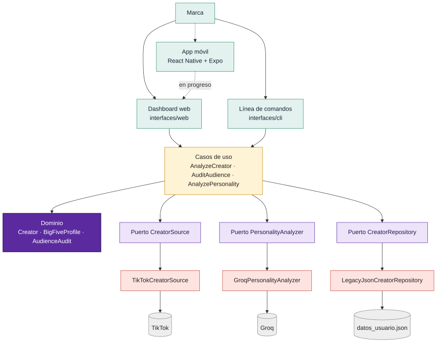 Marca
App móvil
React Native + Expo
en progreso
Dashboard web
interfaces/web
Línea de comandos
interfaces/cli
Casos de uso
AnalyzeCreator ·
AuditAudience ·
AnalyzePersonality
Dominio
Creator · BigFiveProfile ·
AudienceAudit
Puerto CreatorSource
Puerto PersonalityAnalyzer
Puerto CreatorRepository
TikTokCreatorSource
GroqPersonalityAnalyzer
LegacyJsonCreatorRepository
TikTok
Groq
datos_usuario.json